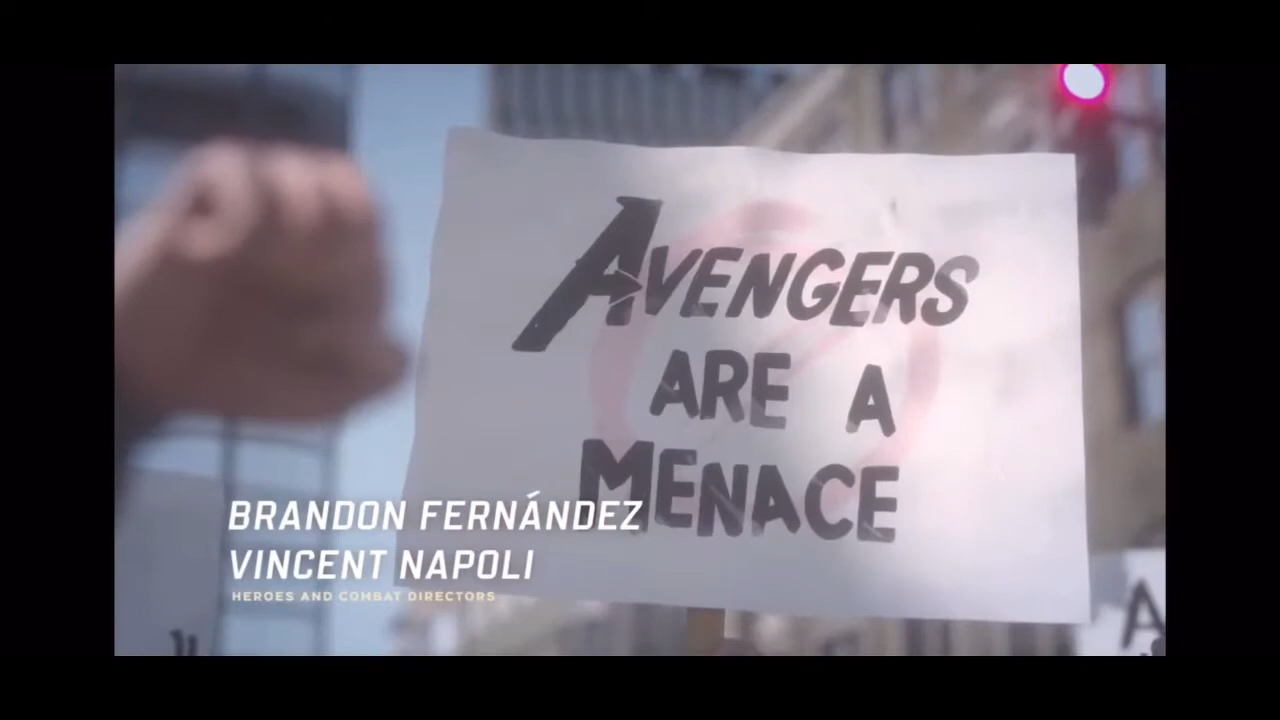 AVENGERS
ARE A
MENACE
BRANDON FERNÁNDEZ
VINCENT NAPOLI
HEROES AND COMBAT DIRECTORS
A